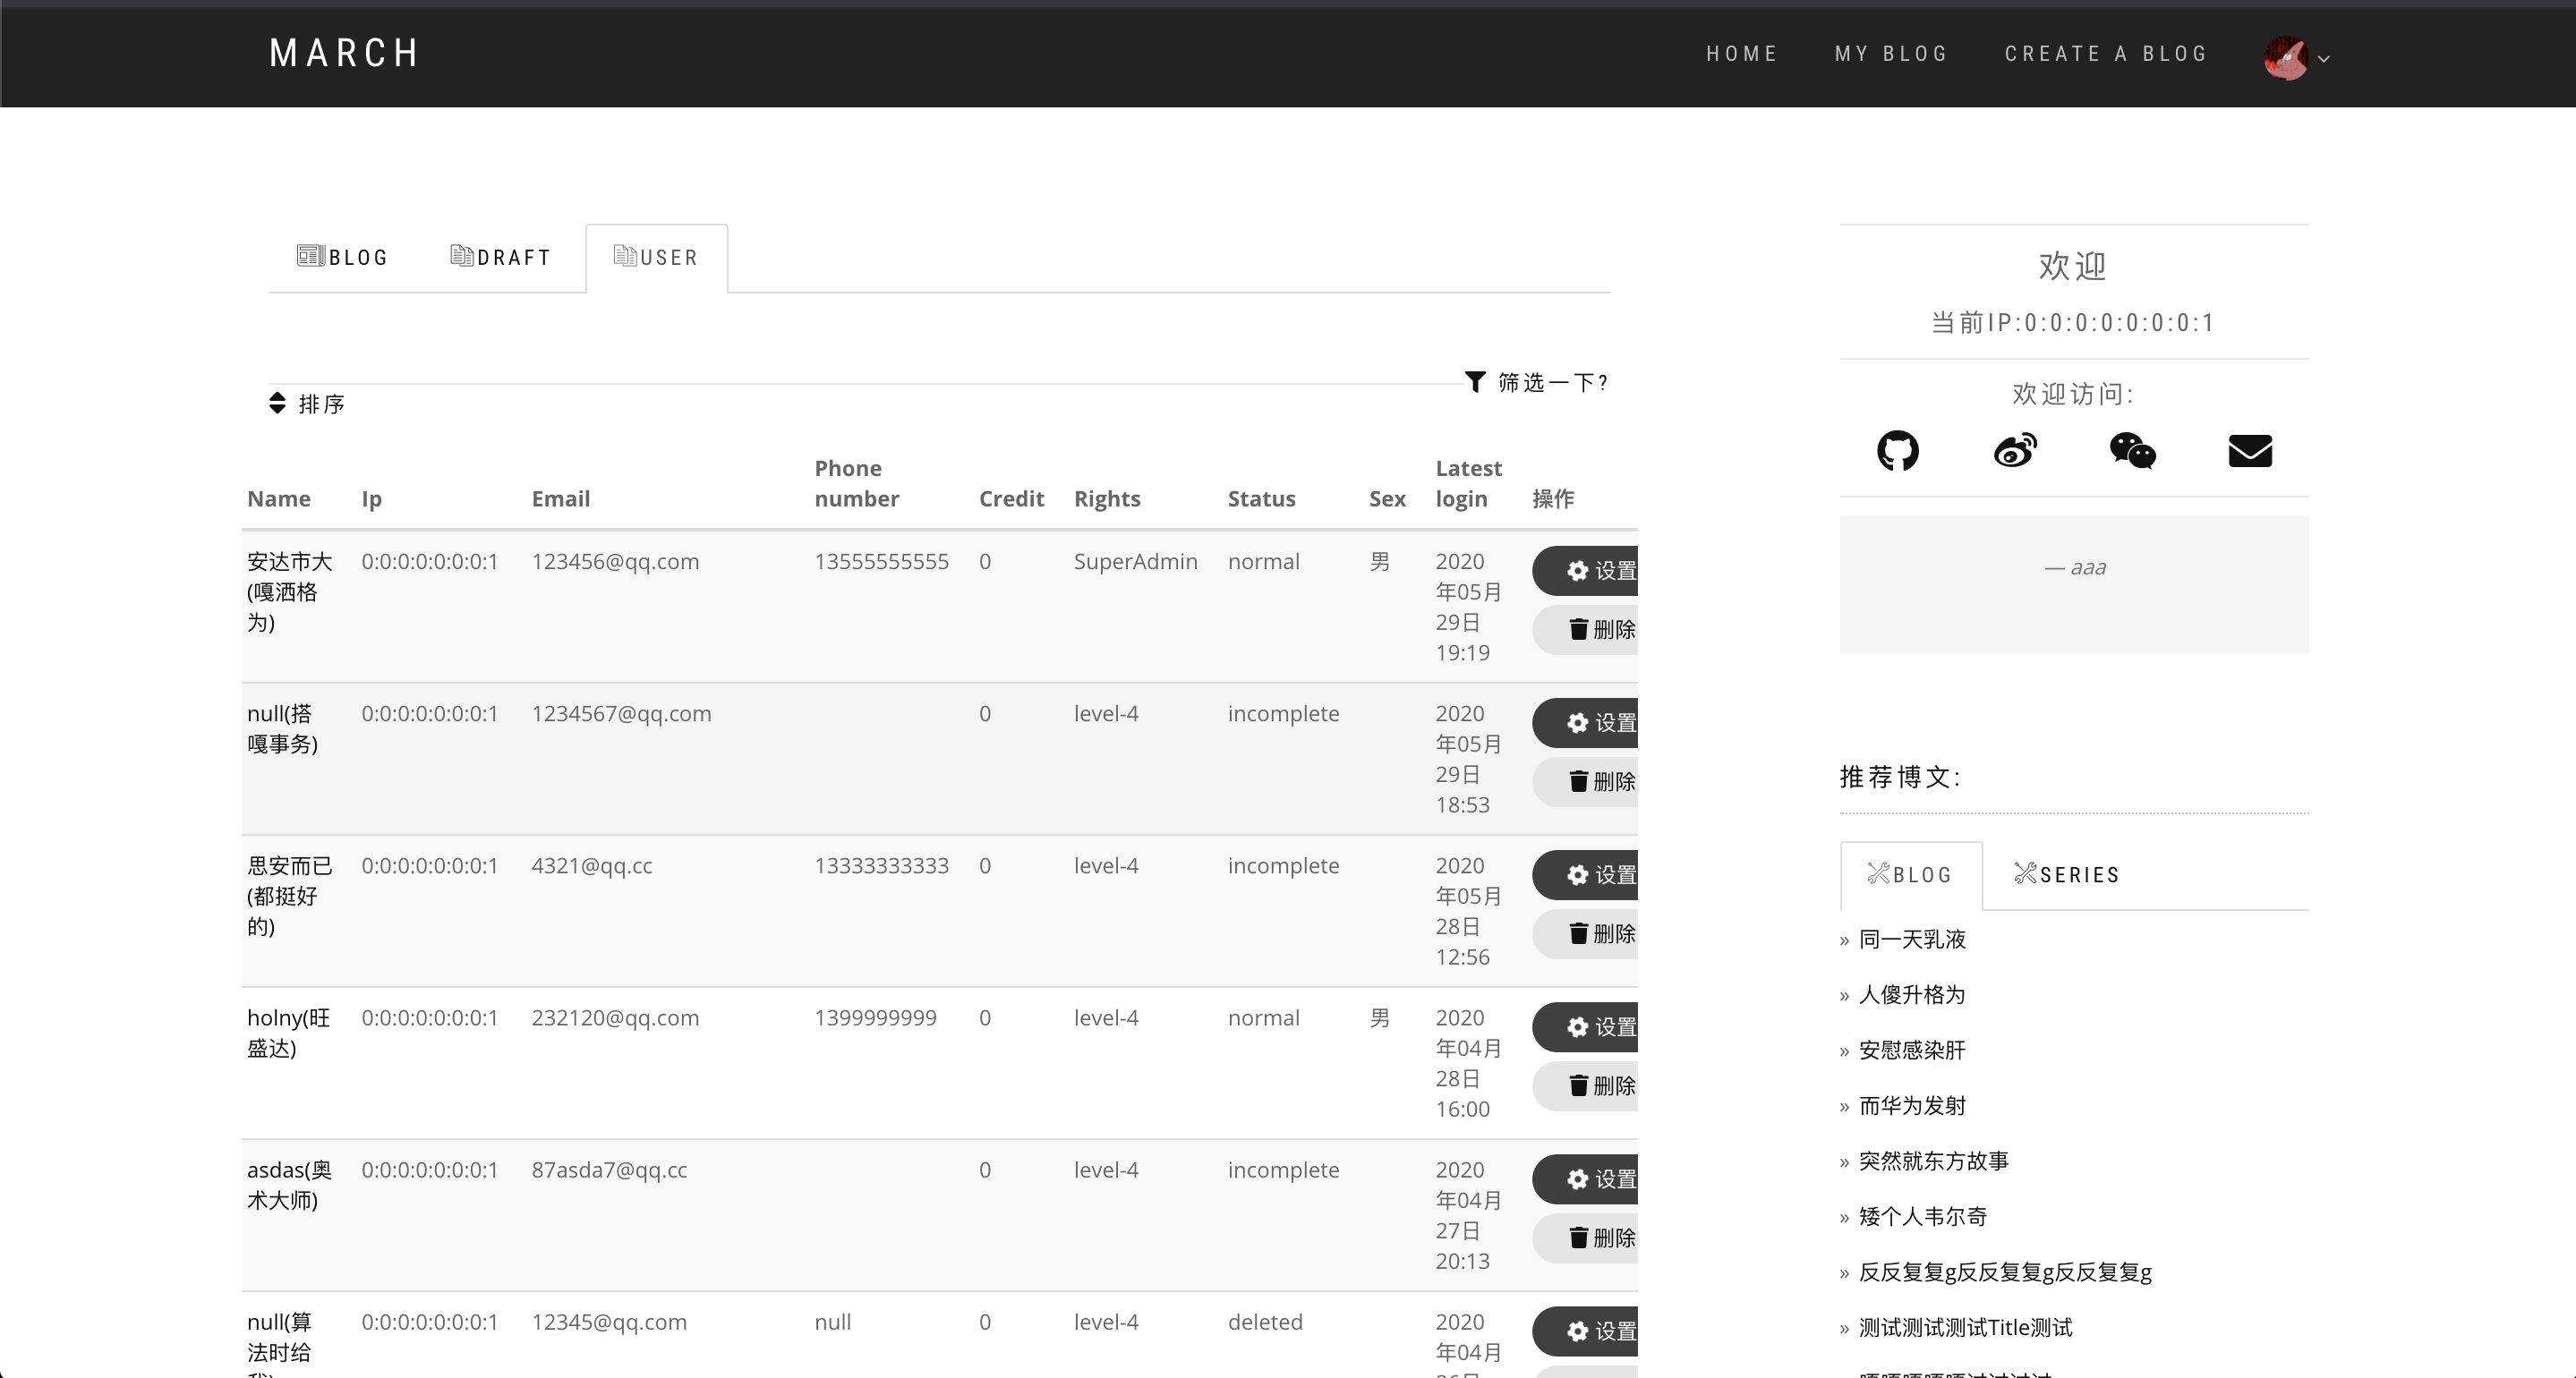 MARCH
HOME MY BLOG CREATE A BLOG
BLOG DRAFT USER
筛选一下?
排序
Name Ip Email Phone number Credit Rights Status Sex Latest login 操作
安达市大(嘎洒格为) 0:0:0:0:0:0:0:1 123456@qq.com 13555555555 0 SuperAdmin normal 男 2020年05月29日 19:19 设置 删除
null(搭嘎事务) 0:0:0:0:0:0:0:1 1234567@qq.com 0 level-4 incomplete 2020年05月29日 18:53 设置 删除
思安而已(都挺好的) 0:0:0:0:0:0:0:1 4321@qq.cc 13333333333 0 level-4 incomplete 2020年05月28日 12:56 设置 删除
holny(旺盛达) 0:0:0:0:0:0:0:1 232120@qq.com 1399999999 0 level-4 normal 男 2020年04月28日 16:00 设置 删除
asdas(奥术大师) 0:0:0:0:0:0:0:1 87asda7@qq.cc 0 level-4 incomplete 2020年04月27日 20:13 设置 删除
null(算法时给 0:0:0:0:0:0:0:1 12345@qq.com null 0 level-4 deleted 2020年04月 设置
欢迎
当前IP:0:0:0:0:0:0:0:1
欢迎访问:
— aaa
推荐博文:
BLOG SERIES
» 同一天乳液
» 人傻升格为
» 安慰感染肝
» 而华为发射
» 突然就东方故事
» 矮个人韦尔奇
» 反反复复g反反复复g反反复复g
» 测试测试测试Title测试